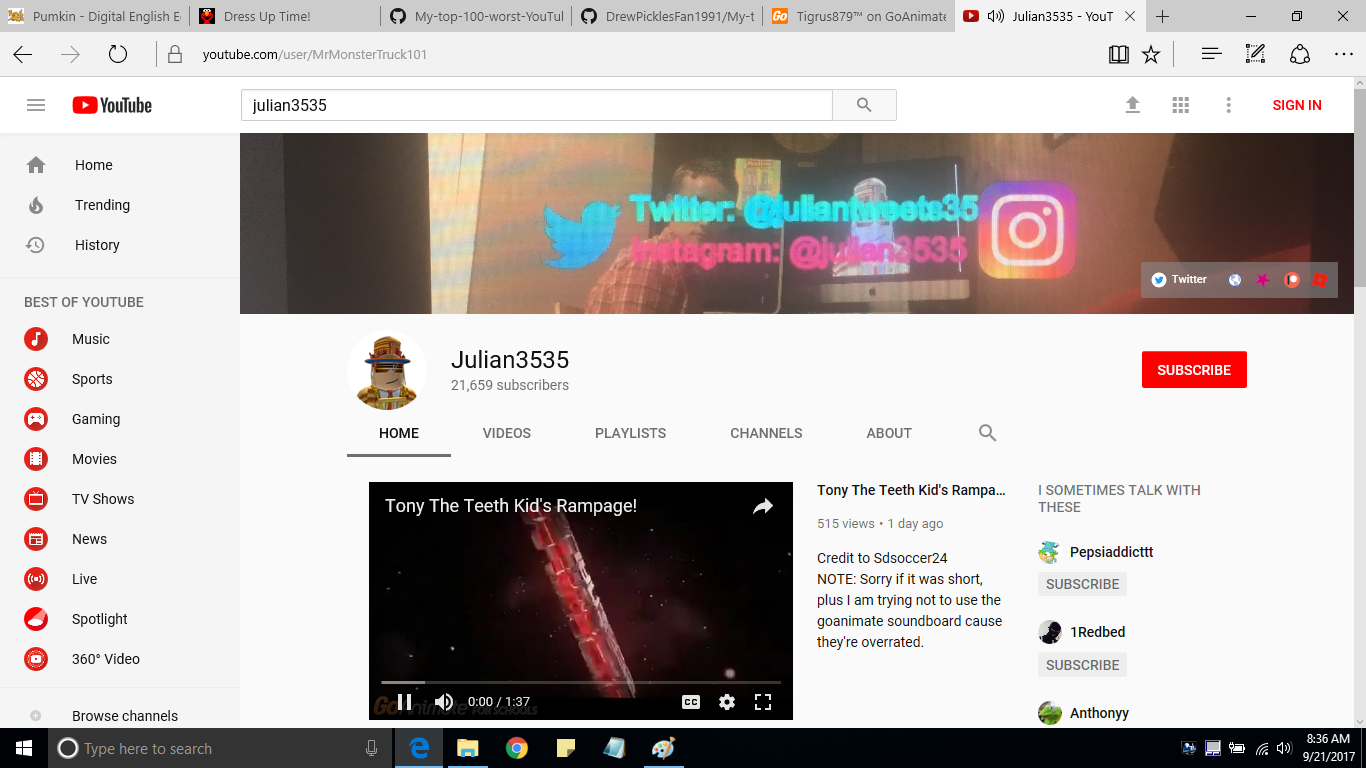 Pumkin - Digital English E
Dress Up Time!
My-top-100-worst-YouTul
DrewPicklesFan1991/My-t
Tigrus879™ on GoAnimate
Julian3535 - YouT
youtube.com/user/MrMonsterTruck101
YouTube
julian3535
SIGN IN
Home
Trending
History
BEST OF YOUTUBE
Music
Sports
Gaming
Movies
TV Shows
News
Live
Spotlight
360° Video
Browse channels
Twitter: @juliantweets35
Instagram: @julian3535
Twitter
Julian3535
21,659 subscribers
SUBSCRIBE
HOME
VIDEOS
PLAYLISTS
CHANNELS
ABOUT
Tony The Teeth Kid's Rampage!
GoAnimate FOR SCHOOLS
0:00 / 1:37
CC
Tony The Teeth Kid's Rampa...
515 views • 1 day ago
Credit to Sdsoccer24
NOTE: Sorry if it was short,
plus I am trying not to use the
goanimate soundboard cause
they're overrated.
I SOMETIMES TALK WITH
THESE
Pepsiaddicttt
SUBSCRIBE
1Redbed
SUBSCRIBE
Anthonyy
Type here to search
8:36 AM
9/21/2017